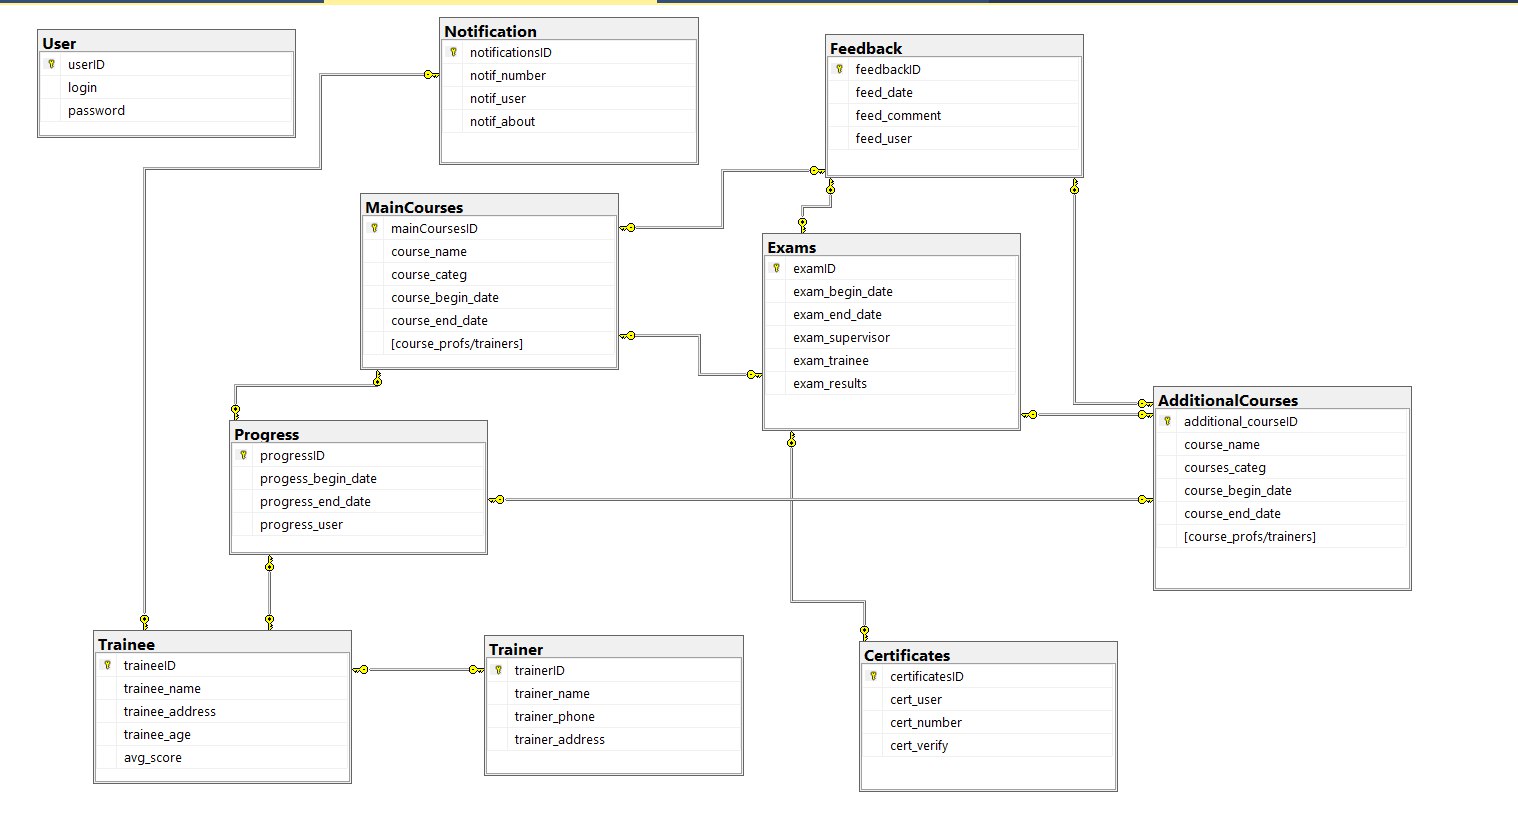 User
userID
login
password
Notification
notificationsID
notif_number
notif_user
notif_about
Feedback
feedbackID
feed_date
feed_comment
feed_user
MainCourses
mainCoursesID
course_name
course_categ
course_begin_date
course_end_date
[course_profs/trainers]
Exams
examID
exam_begin_date
exam_end_date
exam_supervisor
exam_trainee
exam_results
AdditionalCourses
additional_courseID
course_name
courses_categ
course_begin_date
course_end_date
[course_profs/trainers]
Progress
progressID
progess_begin_date
progress_end_date
progress_user
Trainee
traineeID
trainee_name
trainee_address
trainee_age
avg_score
Trainer
trainerID
trainer_name
trainer_phone
trainer_address
Certificates
certificatesID
cert_user
cert_number
cert_verify